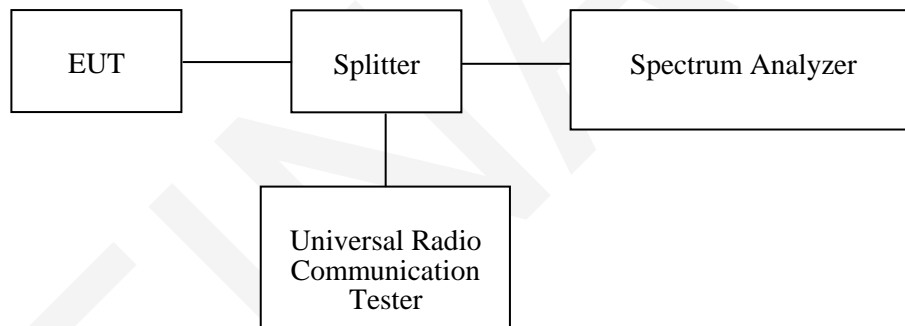 EUT
Splitter
Spectrum Analyzer
Universal Radio
Communication
Tester